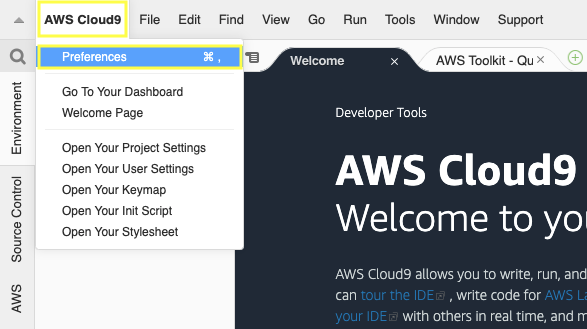 AWS Cloud9 File Edit Find View Go Run Tools Window Support
Preferences ⌘ ,
Welcome × AWS Toolkit - Qu ×
Go To Your Dashboard
Welcome Page
Open Your Project Settings
Open Your User Settings
Open Your Keymap
Open Your Init Script
Open Your Stylesheet
Environment
Source Control
AWS
Developer Tools
AWS Cloud9
Welcome to you
AWS Cloud9 allows you to write, run, and
can tour the IDE , write code for AWS La
your IDE with others in real time, and m